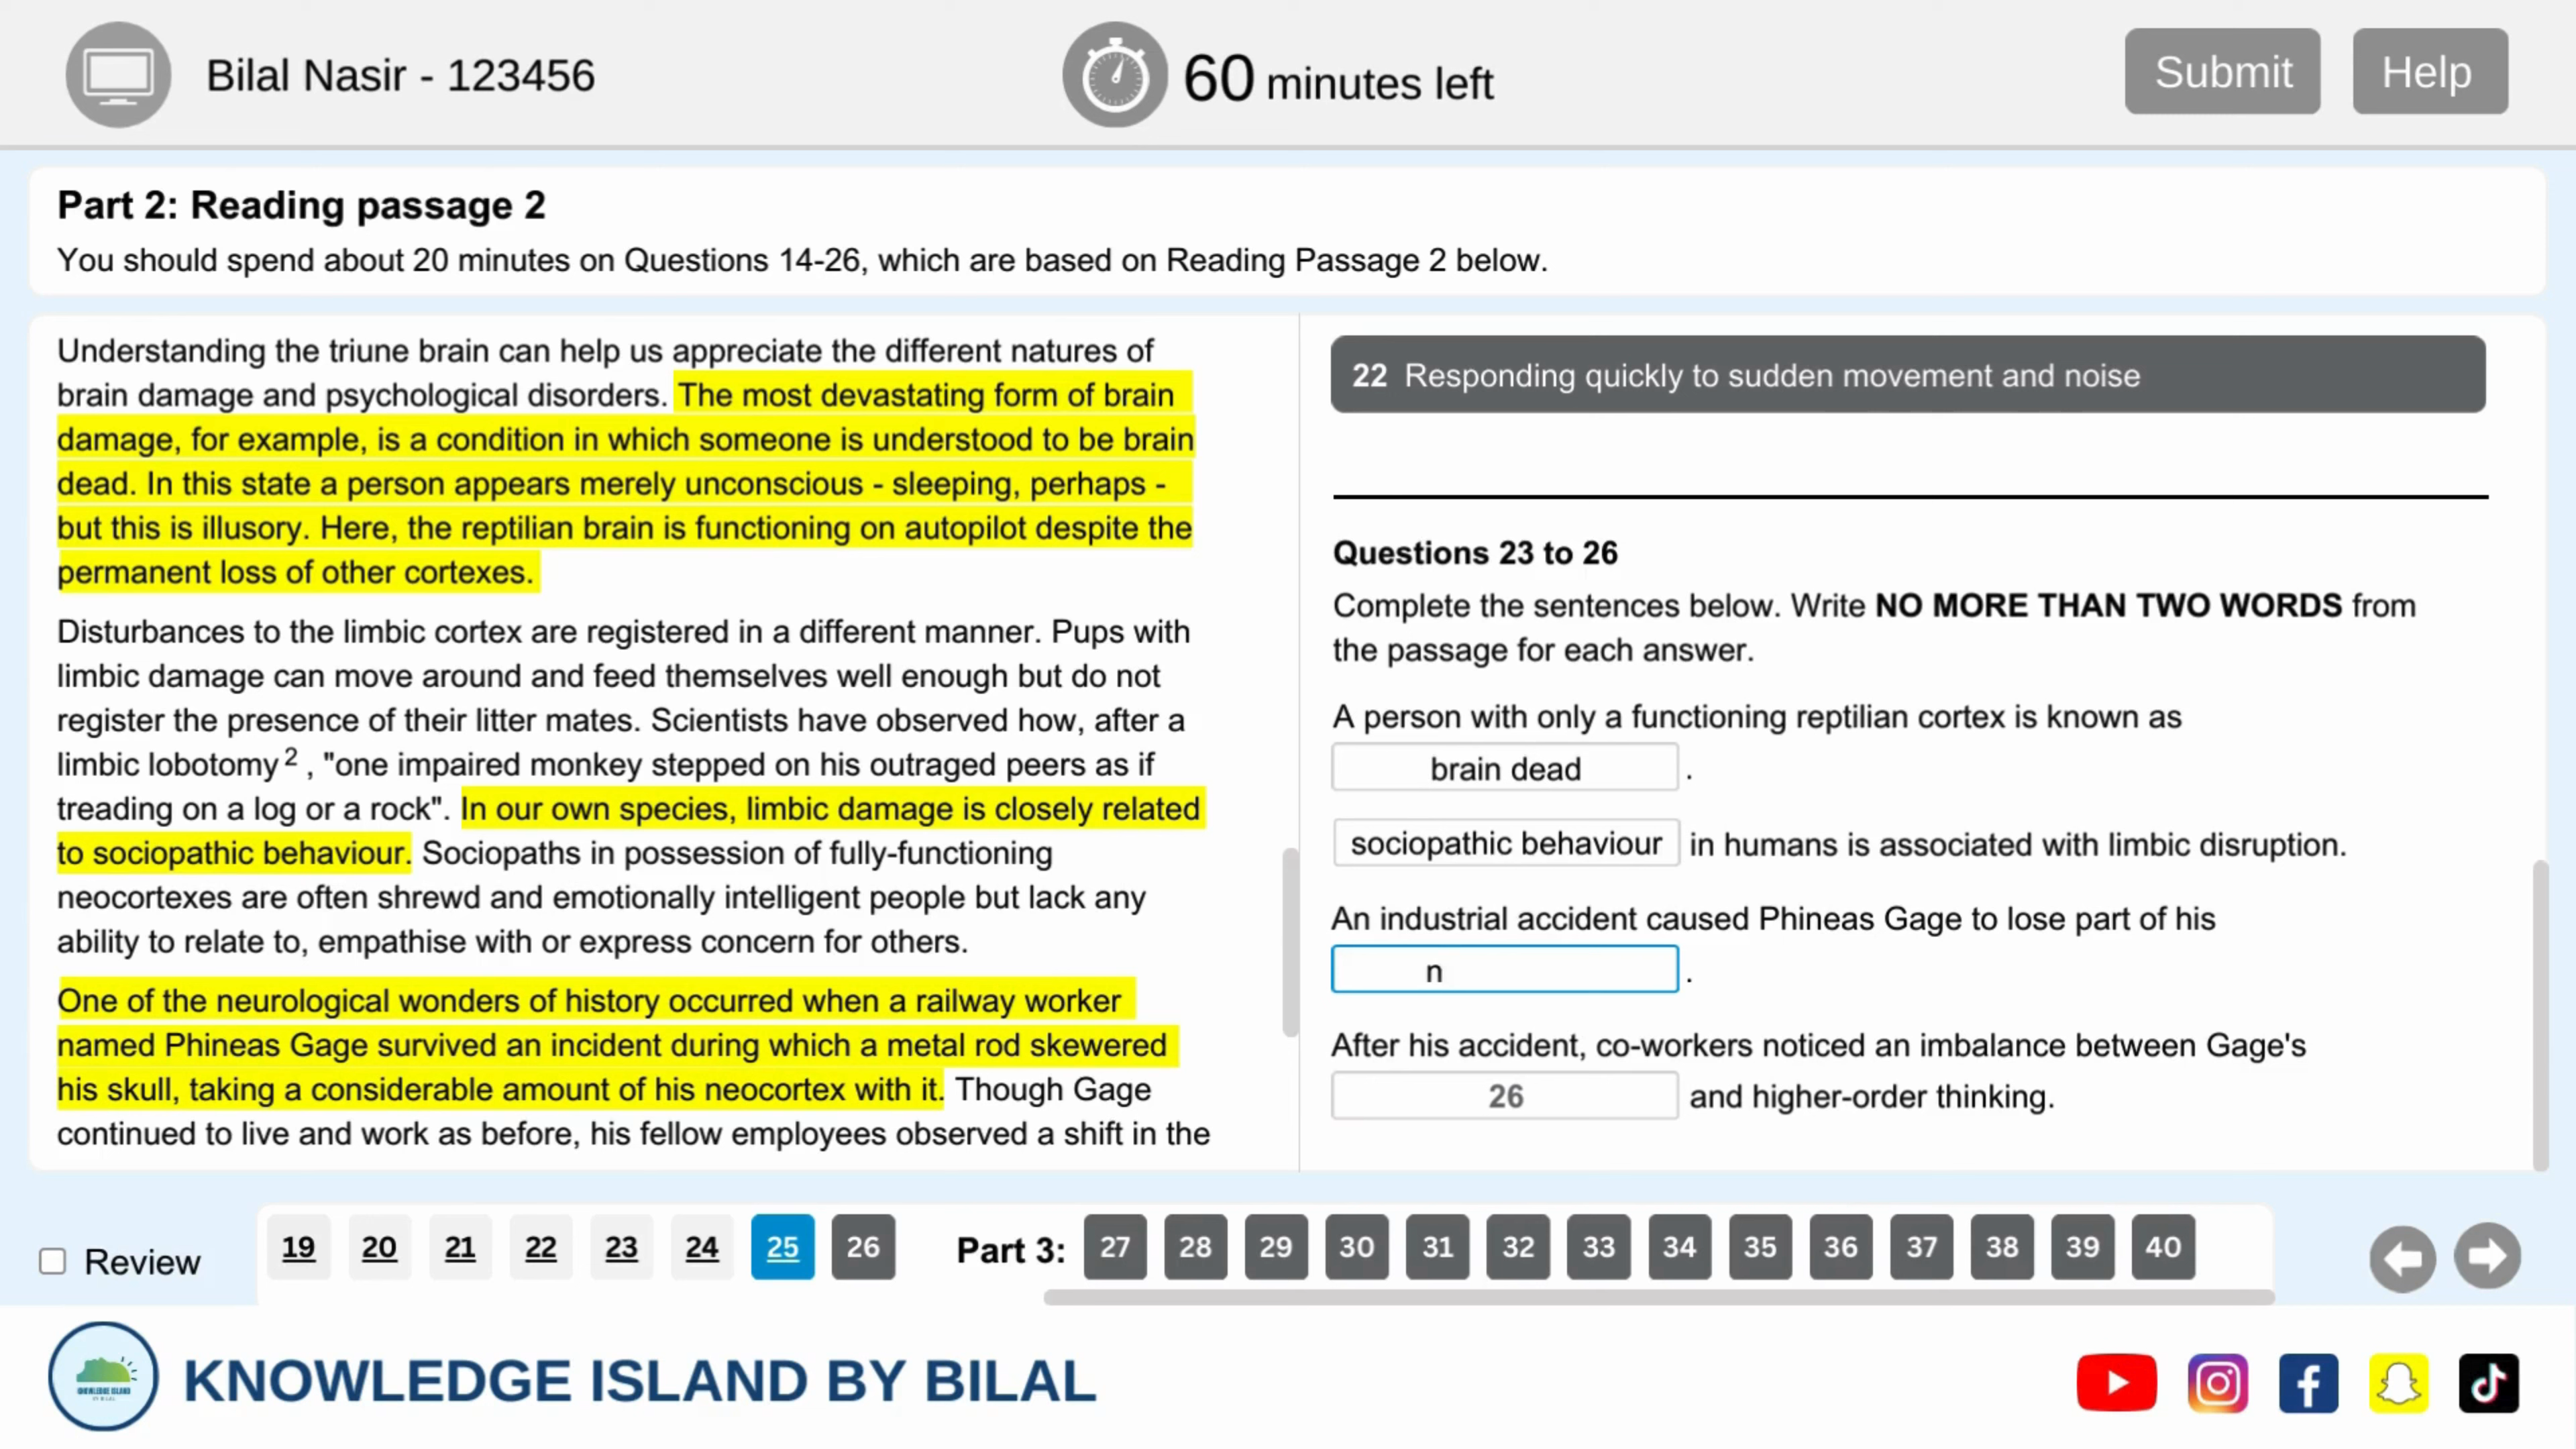 Bilal Nasir - 123456
60 minutes left
Submit
Help
Part 2: Reading passage 2
You should spend about 20 minutes on Questions 14-26, which are based on Reading Passage 2 below.
Understanding the triune brain can help us appreciate the different natures of
brain damage and psychological disorders. The most devastating form of brain
damage, for example, is a condition in which someone is understood to be brain
dead. In this state a person appears merely unconscious - sleeping, perhaps -
but this is illusory. Here, the reptilian brain is functioning on autopilot despite the
permanent loss of other cortexes.
Disturbances to the limbic cortex are registered in a different manner. Pups with
limbic damage can move around and feed themselves well enough but do not
register the presence of their litter mates. Scientists have observed how, after a
limbic lobotomy 2 , "one impaired monkey stepped on his outraged peers as if
treading on a log or a rock". In our own species, limbic damage is closely related
to sociopathic behaviour. Sociopaths in possession of fully-functioning
neocortexes are often shrewd and emotionally intelligent people but lack any
ability to relate to, empathise with or express concern for others.
One of the neurological wonders of history occurred when a railway worker
named Phineas Gage survived an incident during which a metal rod skewered
his skull, taking a considerable amount of his neocortex with it. Though Gage
continued to live and work as before, his fellow employees observed a shift in the
22 Responding quickly to sudden movement and noise
Questions 23 to 26
Complete the sentences below. Write NO MORE THAN TWO WORDS from
the passage for each answer.
A person with only a functioning reptilian cortex is known as
brain dead .
sociopathic behaviour in humans is associated with limbic disruption.
An industrial accident caused Phineas Gage to lose part of his
n .
After his accident, co-workers noticed an imbalance between Gage's
26 and higher-order thinking.
Review
19 20 21 22 23 24 25 26 Part 3: 27 28 29 30 31 32 33 34 35 36 37 38 39 40
KNOWLEDGE ISLAND
BY BILAL
KNOWLEDGE ISLAND BY BILAL